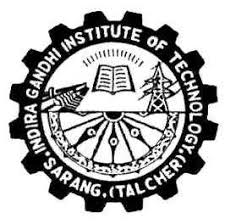 INDIRA GANDHI INSTITUTE OF TECHNOLOGY
SARANG, (TALCHER)